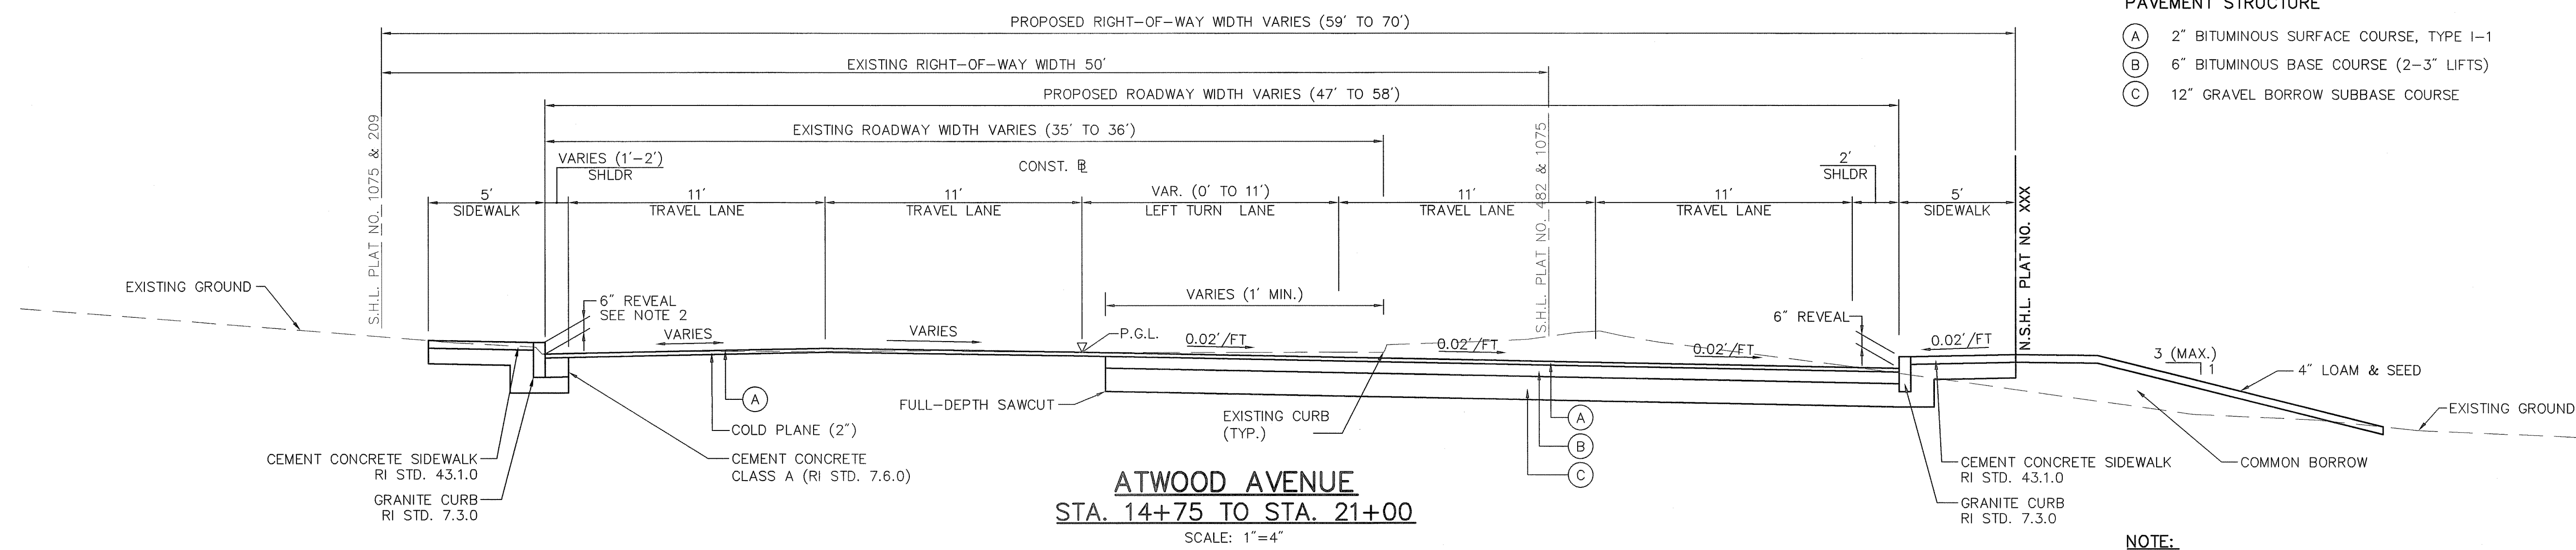 PAVEMENT STRUCTURE
A 2" BITUMINOUS SURFACE COURSE, TYPE I-1
B 6" BITUMINOUS BASE COURSE (2-3" LIFTS)
C 12" GRAVEL BORROW SUBBASE COURSE
PROPOSED RIGHT-OF-WAY WIDTH VARIES (59' TO 70')
EXISTING RIGHT-OF-WAY WIDTH 50'
PROPOSED ROADWAY WIDTH VARIES (47' TO 58')
EXISTING ROADWAY WIDTH VARIES (35' TO 36')
S.H.L. PLAT NO. 1075 & 209
VARIES (1'-2')
SHLDR
CONST. ℄
S.H.L. PLAT NO. 482 & 1075
2'
SHLDR
N.S.H.L. PLAT NO. XXX
5'
SIDEWALK
11'
TRAVEL LANE
11'
TRAVEL LANE
VAR. (0' TO 11')
LEFT TURN LANE
11'
TRAVEL LANE
11'
TRAVEL LANE
5'
SIDEWALK
EXISTING GROUND
6" REVEAL
SEE NOTE 2
VARIES
VARIES
VARIES (1' MIN.)
P.G.L.
0.02'/FT
0.02'/FT
0.02'/FT
6" REVEAL
0.02'/FT
3 (MAX.)
1
4" LOAM & SEED
EXISTING GROUND
A
COLD PLANE (2")
FULL-DEPTH SAWCUT
EXISTING CURB
(TYP.)
A
B
C
CEMENT CONCRETE SIDEWALK
RI STD. 43.1.0
GRANITE CURB
RI STD. 7.3.0
CEMENT CONCRETE
CLASS A (RI STD. 7.6.0)
CEMENT CONCRETE SIDEWALK
RI STD. 43.1.0
GRANITE CURB
RI STD. 7.3.0
COMMON BORROW
ATWOOD AVENUE
STA. 14+75 TO STA. 21+00
SCALE: 1"=4"
NOTE: